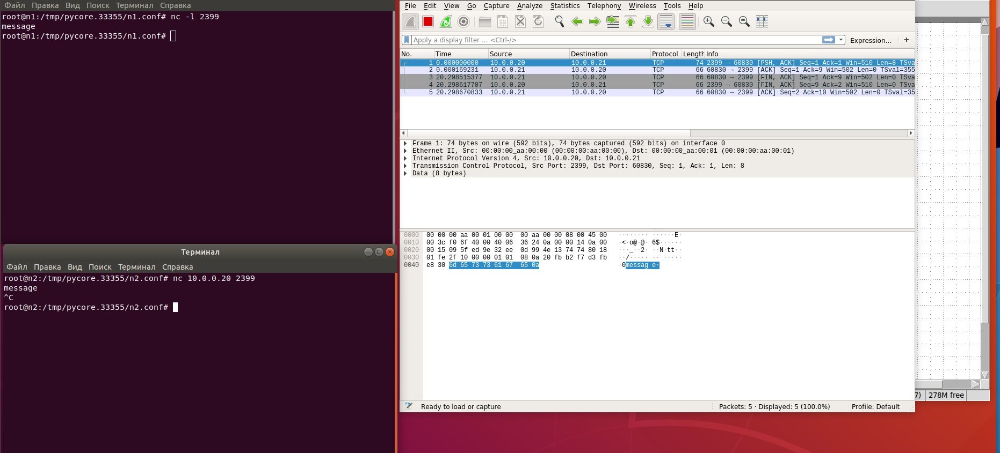 Файл Правка Вид Поиск Терминал Справка
root@n1:/tmp/pycore.33355/n1.conf# nc -l 2399
message
root@n1:/tmp/pycore.33355/n1.conf#
Терминал
Файл Правка Вид Поиск Терминал Справка
root@n2:/tmp/pycore.33355/n2.conf# nc 10.0.0.20 2399
message
^C
root@n2:/tmp/pycore.33355/n2.conf#
File Edit View Go Capture Analyze Statistics Telephony Wireless Tools Help
Apply a display filter ... <Ctrl-/> Expression... +
No. Time Source Destination Protocol Length Info
1 0.000000000 10.0.0.20 10.0.0.21 TCP 74 2399 → 60830 [PSH, ACK] Seq=1 Ack=1 Win=510 Len=8 TSva
2 0.000169231 10.0.0.21 10.0.0.20 TCP 66 60830 → 2399 [ACK] Seq=1 Ack=9 Win=502 Len=0 TSval=355
3 20.298515377 10.0.0.21 10.0.0.20 TCP 66 60830 → 2399 [FIN, ACK] Seq=1 Ack=9 Win=502 Len=0 TSva
4 20.298617707 10.0.0.20 10.0.0.21 TCP 66 2399 → 60830 [FIN, ACK] Seq=9 Ack=2 Win=510 Len=0 TSva
5 20.298670833 10.0.0.21 10.0.0.20 TCP 66 60830 → 2399 [ACK] Seq=2 Ack=10 Win=502 Len=0 TSval=35
Frame 1: 74 bytes on wire (592 bits), 74 bytes captured (592 bits) on interface 0
Ethernet II, Src: 00:00:00_aa:00:00 (00:00:00:aa:00:00), Dst: 00:00:00_aa:00:01 (00:00:00:aa:00:01)
Internet Protocol Version 4, Src: 10.0.0.20, Dst: 10.0.0.21
Transmission Control Protocol, Src Port: 2399, Dst Port: 60830, Seq: 1, Ack: 1, Len: 8
Data (8 bytes)
0000 00 00 00 aa 00 01 00 00 00 aa 00 00 08 00 45 00 ········ ······E·
0010 00 3c f0 6f 40 00 40 06 36 24 0a 00 00 14 0a 00 ·<·o@·@· 6$······
0020 00 15 09 5f ed 9e 32 ee 0d 99 4e 13 74 74 80 18 ···_··2· ··N·tt··
0030 01 fe 2f 10 00 00 01 01 08 0a 20 fb b2 f7 d3 fb ··/····· ·· ·····
0040 e8 30 6d 65 73 73 61 67 65 0a ·0messag e·
Ready to load or capture Packets: 5 · Displayed: 5 (100.0%) Profile: Default
7) 278M free